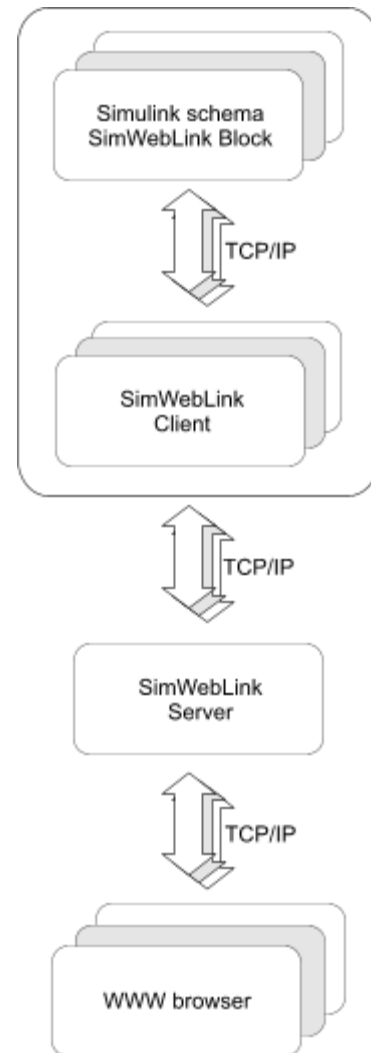 Simulink schema
SimWebLink Block
TCP/IP
SimWebLink
Client
TCP/IP
SimWebLink
Server
TCP/IP
WWW browser